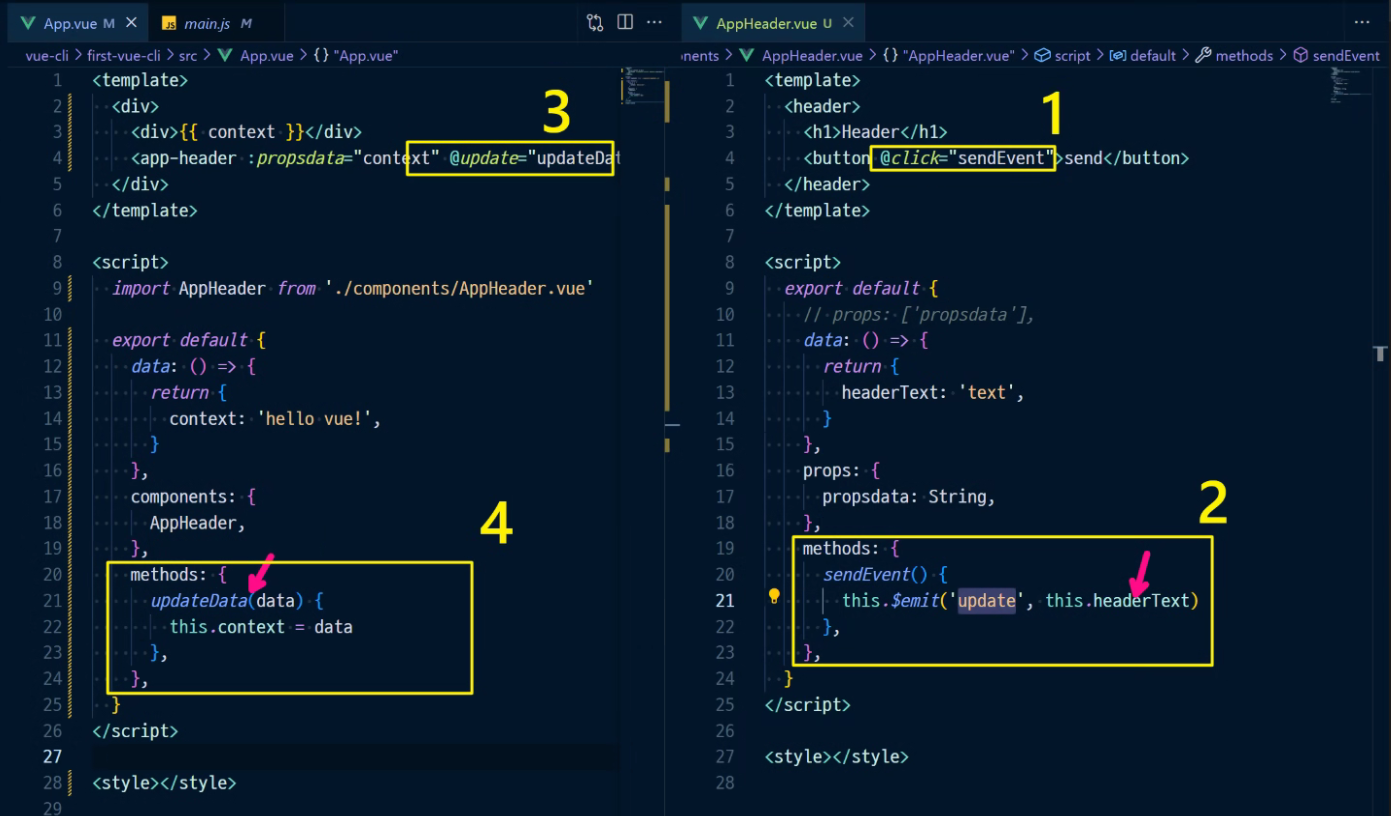 App.vue M
main.js M
vue-cli > first-vue-cli > src > App.vue > {} "App.vue"
1 <template>
2 <div>
3 <div>{{ context }}</div>
4 <app-header :propsdata="context" @update="updateDat
5 </div>
6 </template>
7
8 <script>
9 import AppHeader from './components/AppHeader.vue'
10
11 export default {
12 data: () => {
13 return {
14 context: 'hello vue!',
15 }
16 },
17 components: {
18 AppHeader,
19 },
20 methods: {
21 updateData(data) {
22 this.context = data
23 },
24 },
25 }
26 </script>
27
28 <style></style>
29
3
4
AppHeader.vue U
nents > AppHeader.vue > {} "AppHeader.vue" > script > default > methods > sendEvent
1 <template>
2 <header>
3 <h1>Header</h1>
4 <button @click="sendEvent">send</button>
5 </header>
6 </template>
7
8 <script>
9 export default {
10 // props: ['propsdata'],
11 data: () => {
12 return {
13 headerText: 'text',
14 }
15 },
16 props: {
17 propsdata: String,
18 },
19 methods: {
20 sendEvent() {
21 this.$emit('update', this.headerText)
22 },
23 },
24 }
25 </script>
26
27 <style></style>
28
1
2